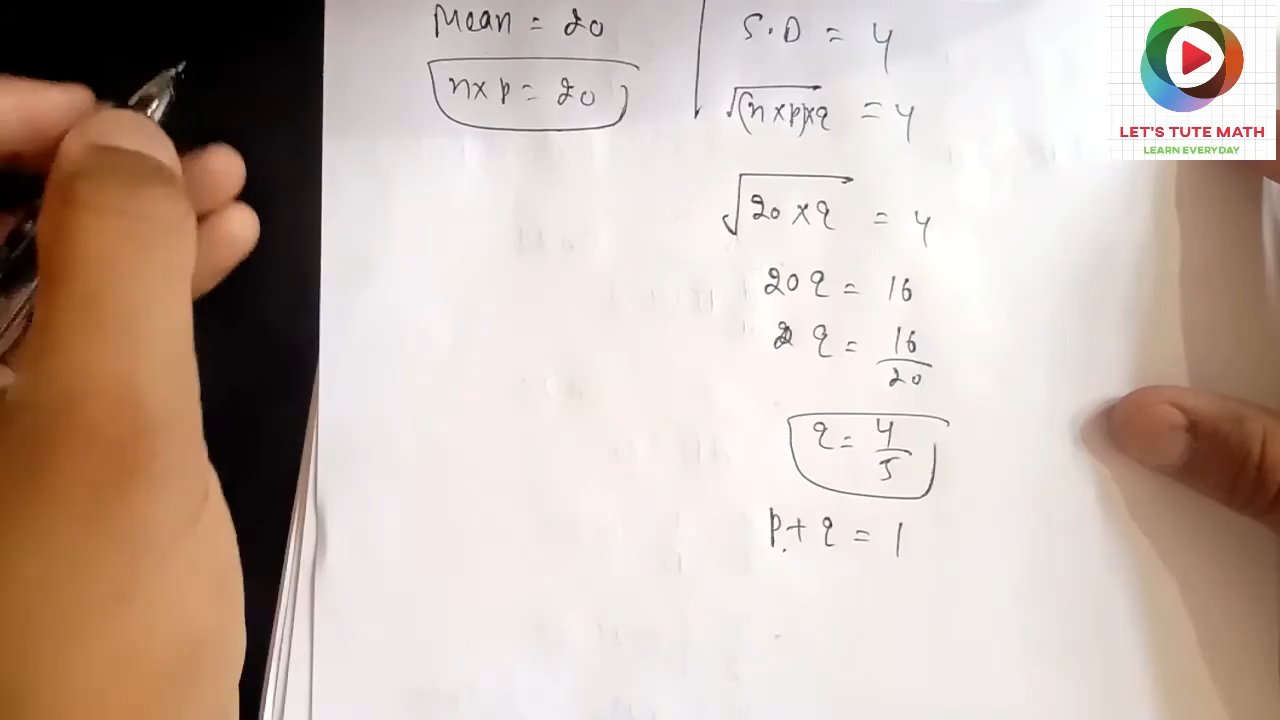 Mean = 20
n×p = 20
S.D = 4
√(n×p)×q = 4
√20×q = 4
20q = 16
q = 16/20
q = 4/5
p+q = 1
LET'S TUTE MATH
LEARN EVERYDAY